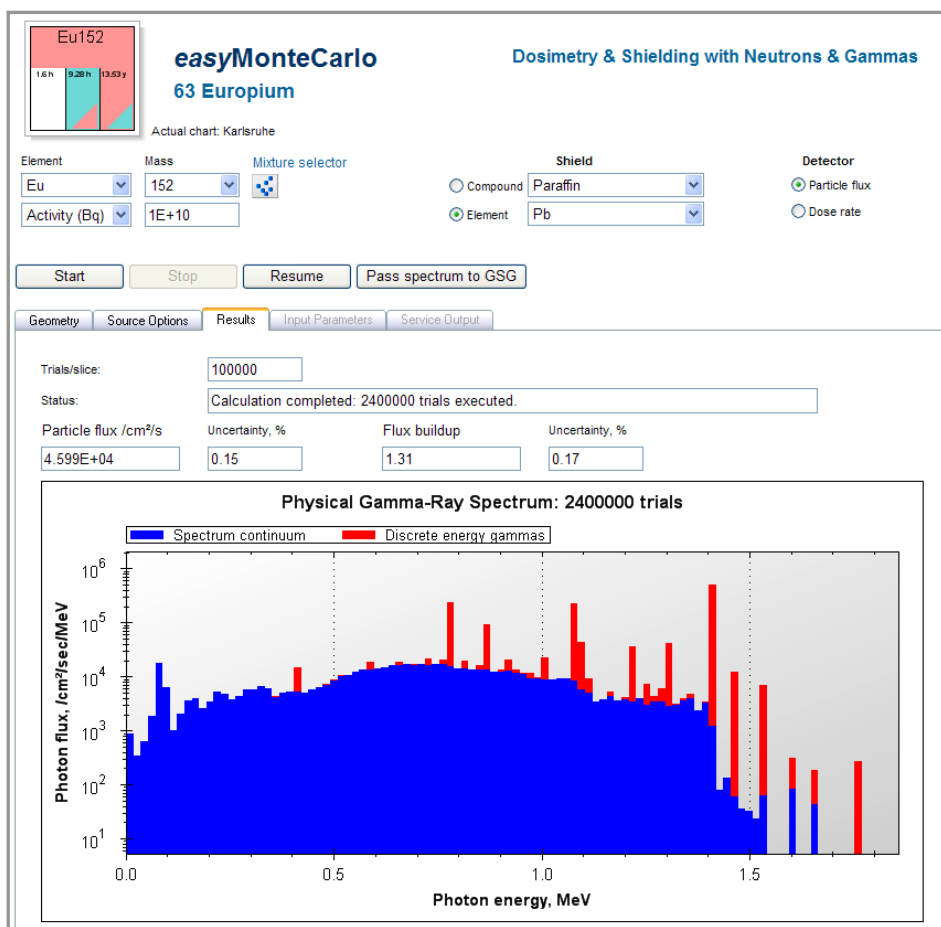 Eu152
1.6 h 9.28 h 13.53 y
easyMonteCarlo
Dosimetry & Shielding with Neutrons & Gammas
63 Europium
Actual chart: Karlsruhe
Element Mass Mixture selector Shield Detector
Eu 152 Compound Paraffin Particle flux
Activity (Bq) 1E+10 Element Pb Dose rate
Start Stop Resume Pass spectrum to GSG
Geometry Source Options Results Input Parameters Service Output
Trials/slice: 100000
Status: Calculation completed: 2400000 trials executed.
Particle flux /cm²/s Uncertainty, % Flux buildup Uncertainty, %
4.599E+04 0.15 1.31 0.17
Physical Gamma-Ray Spectrum: 2400000 trials
Spectrum continuum Discrete energy gammas
Photon flux, /cm²/sec/MeV
10⁶
10⁵
10⁴
10³
10²
10¹
0.0 0.5 1.0 1.5
Photon energy, MeV